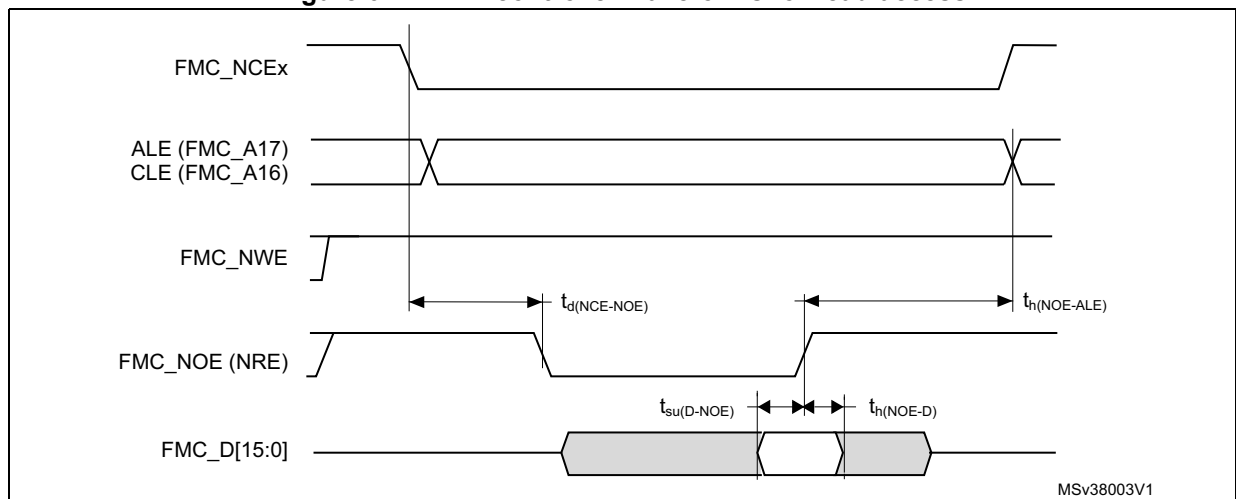 FMC_NCEx
ALE (FMC_A17)
CLE (FMC_A16)
FMC_NWE
td(NCE-NOE)
th(NOE-ALE)
FMC_NOE (NRE)
tsu(D-NOE)
th(NOE-D)
FMC_D[15:0]
MSv38003V1